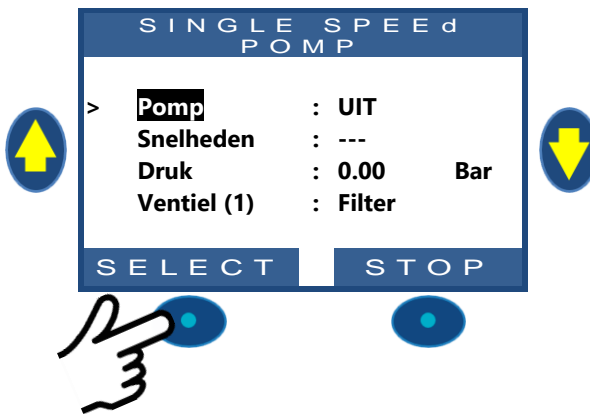 SINGLE SPEEd
POMP
> Pomp : UIT
Snelheden : ---
Druk : 0.00 Bar
Ventiel (1) : Filter
SELECT STOP